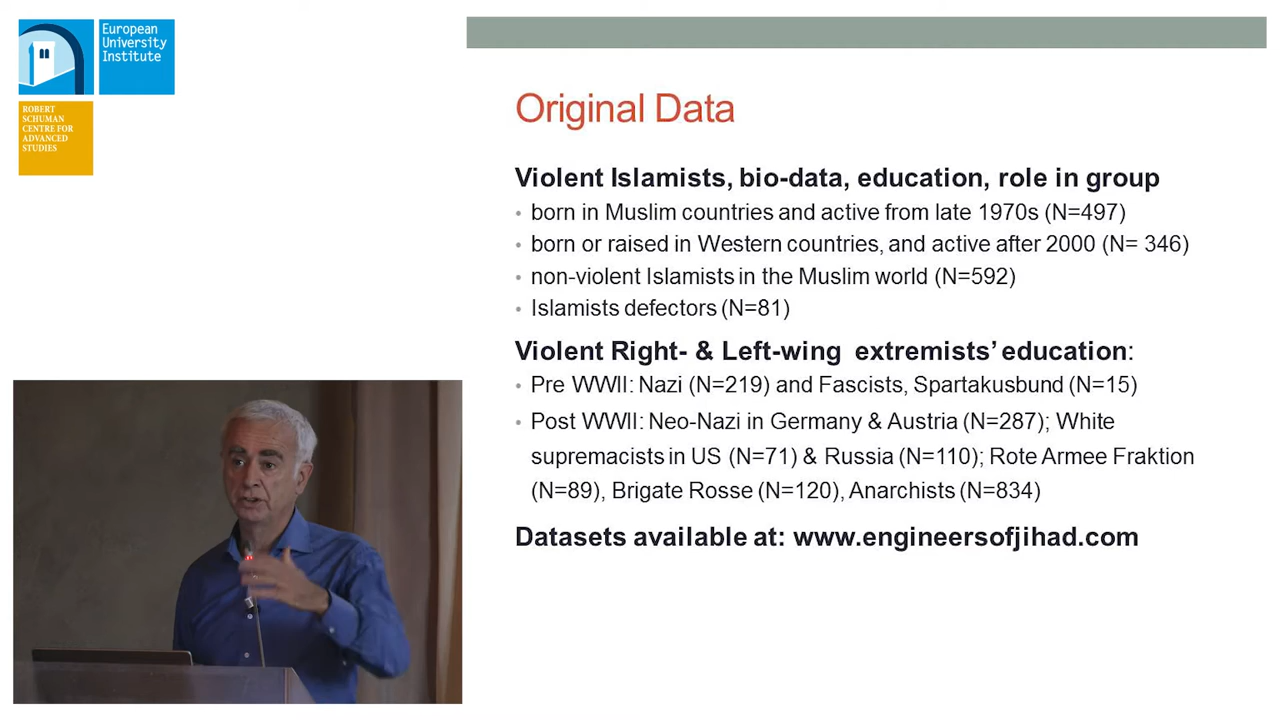 European
University
Institute
ROBERT
SCHUMAN
CENTRE FOR
ADVANCED
STUDIES
Original Data
Violent Islamists, bio-data, education, role in group
• born in Muslim countries and active from late 1970s (N=497)
• born or raised in Western countries, and active after 2000 (N= 346)
• non-violent Islamists in the Muslim world (N=592)
• Islamists defectors (N=81)
Violent Right- & Left-wing extremists' education:
• Pre WWII: Nazi (N=219) and Fascists, Spartakusbund (N=15)
• Post WWII: Neo-Nazi in Germany & Austria (N=287); White
supremacists in US (N=71) & Russia (N=110); Rote Armee Fraktion
(N=89), Brigate Rosse (N=120), Anarchists (N=834)
Datasets available at: www.engineersofjihad.com